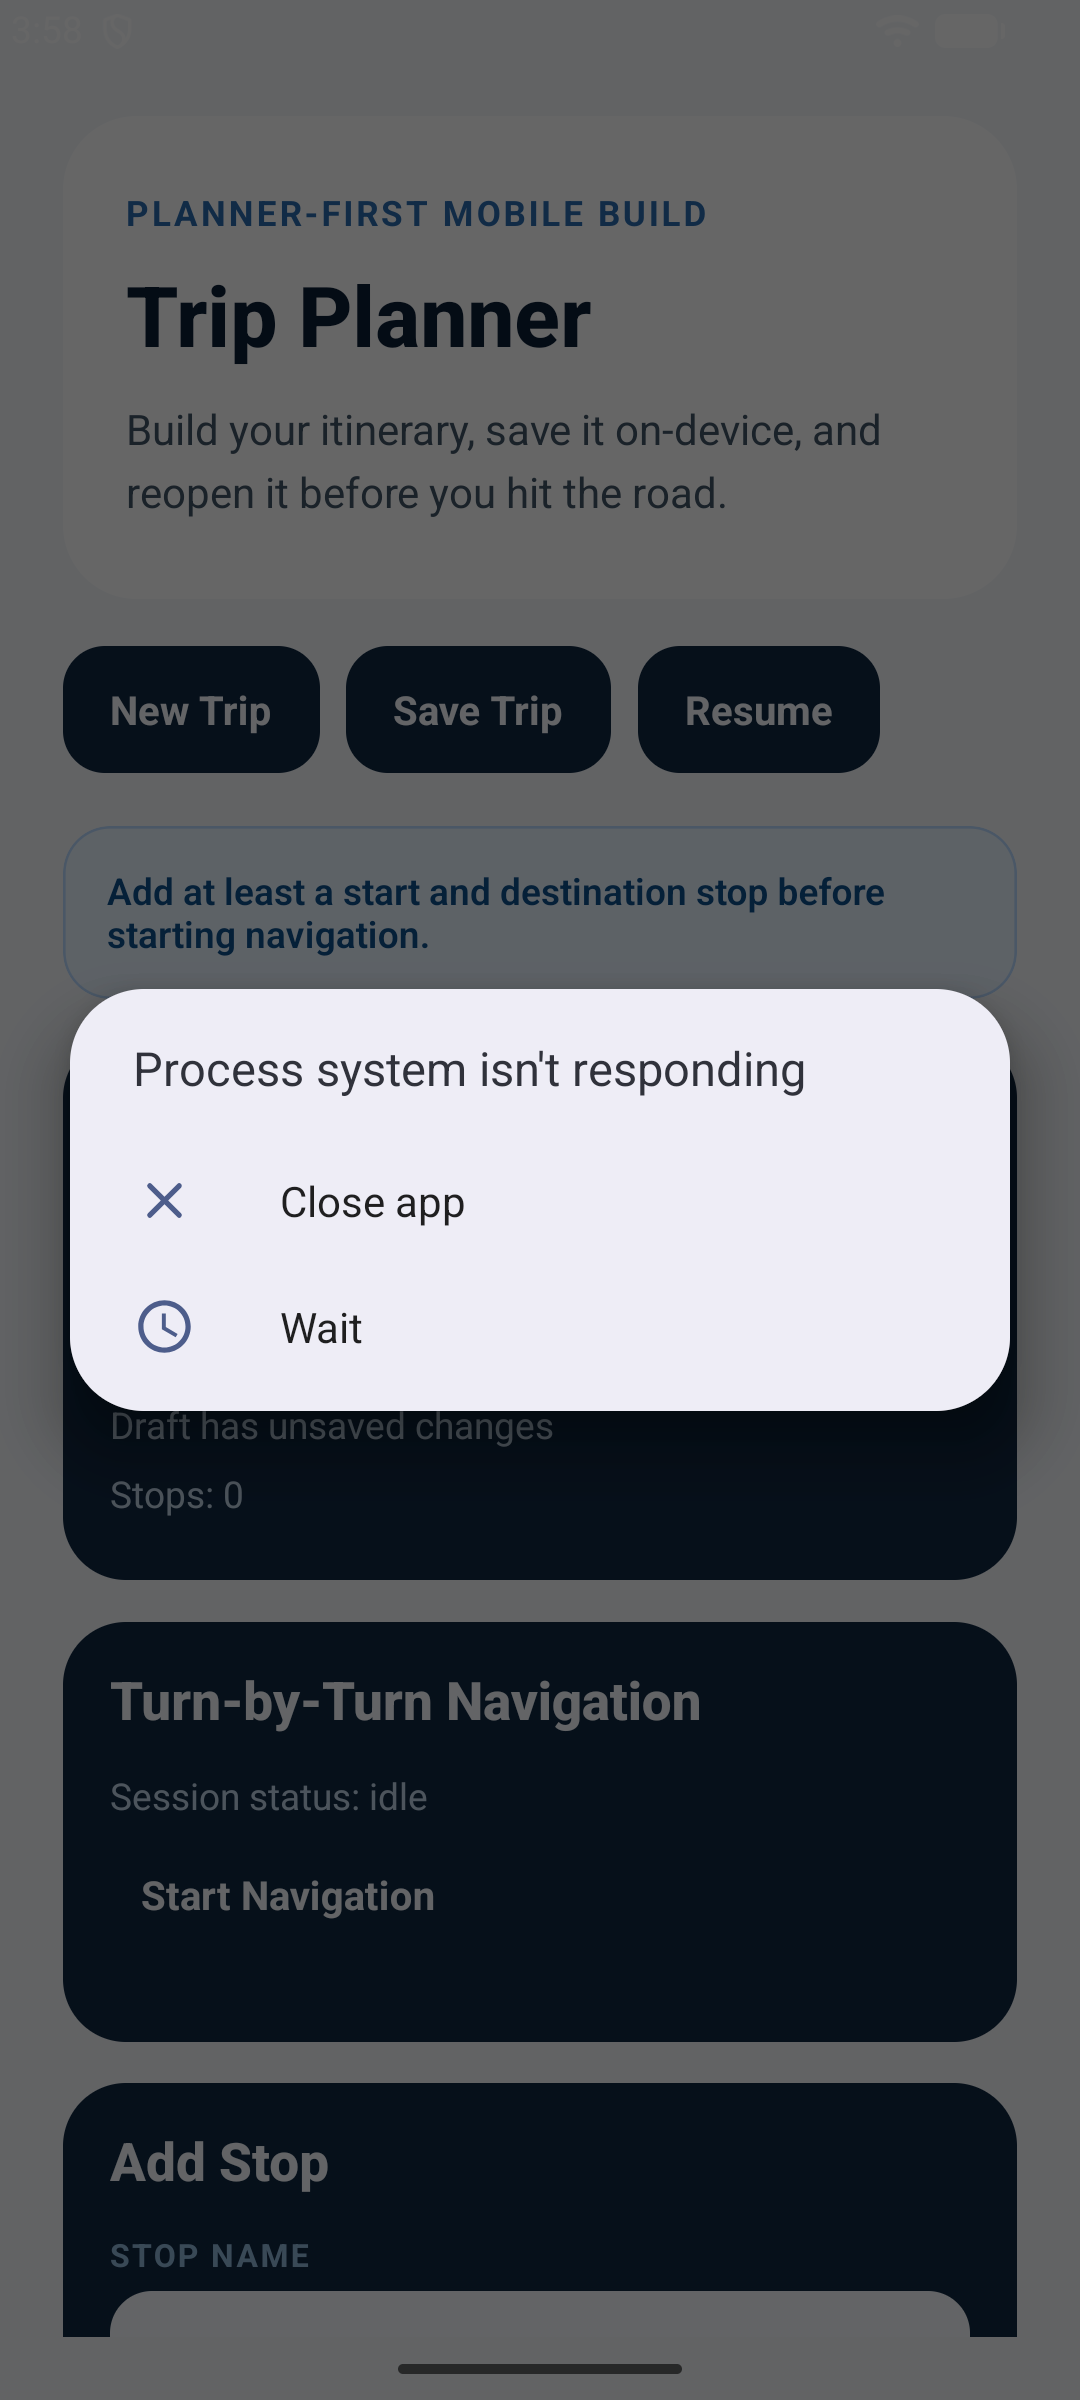 3:58
PLANNER-FIRST MOBILE BUILD
Trip Planner
Build your itinerary, save it on-device, and
reopen it before you hit the road.
New Trip
Save Trip
Resume
Add at least a start and destination stop before
starting navigation.
Process system isn't responding
Close app
Wait
Draft has unsaved changes
Stops: 0
Turn-by-Turn Navigation
Session status: idle
Start Navigation
Add Stop
STOP NAME